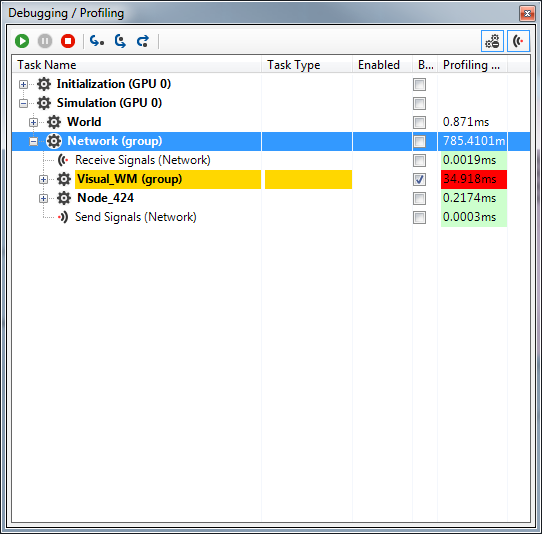 Debugging / Profiling
Task Name Task Type Enabled B... Profiling ...
Initialization (GPU 0)
Simulation (GPU 0)
World 0.871ms
Network (group) 785.4101m
Receive Signals (Network) 0.0019ms
Visual_WM (group) 34.918ms
Node_424 0.2174ms
Send Signals (Network) 0.0003ms